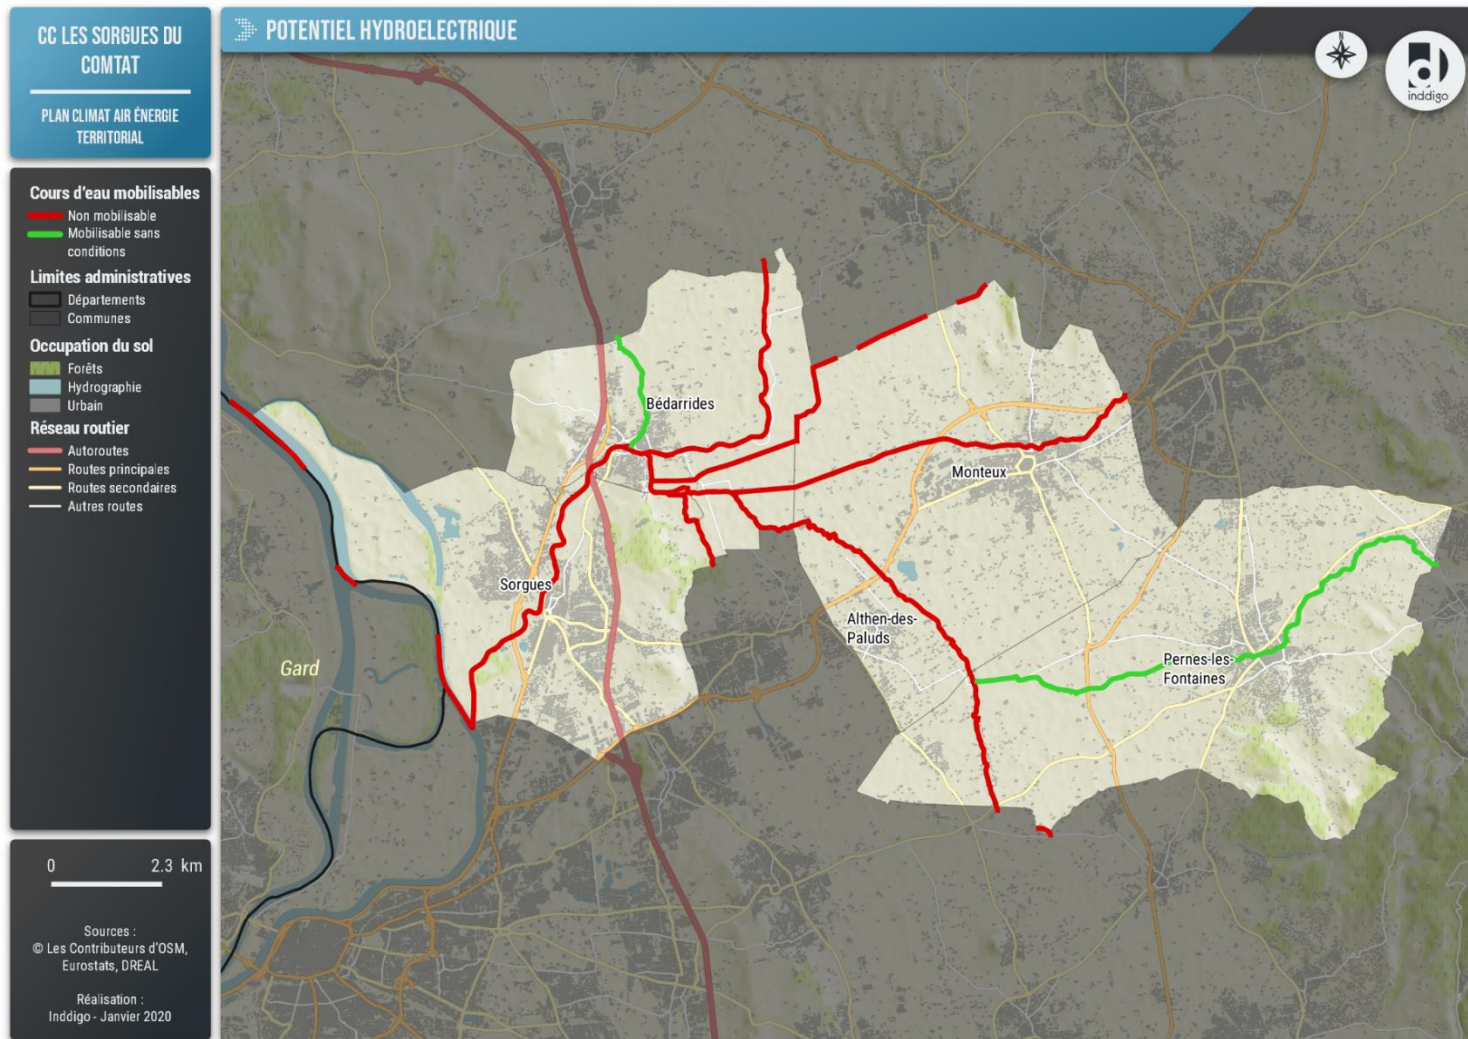 CC LES SORGUES DU
COMTAT
PLAN CLIMAT AIR ÉNERGIE
TERRITORIAL
POTENTIEL HYDROELECTRIQUE
N
inddigo
Cours d'eau mobilisables
Non mobilisable
Mobilisable sans
conditions
Limites administratives
Départements
Communes
Occupation du sol
Forêts
Hydrographie
Urbain
Réseau routier
Autoroutes
Routes principales
Routes secondaires
Autres routes
Bédarrides
Monteux
Sorgues
Althen-des-
Paluds
Pernes-les-
Fontaines
Gard
0 2.3 km
Sources :
© Les Contributeurs d'OSM,
Eurostats, DREAL
Réalisation :
Inddigo - Janvier 2020